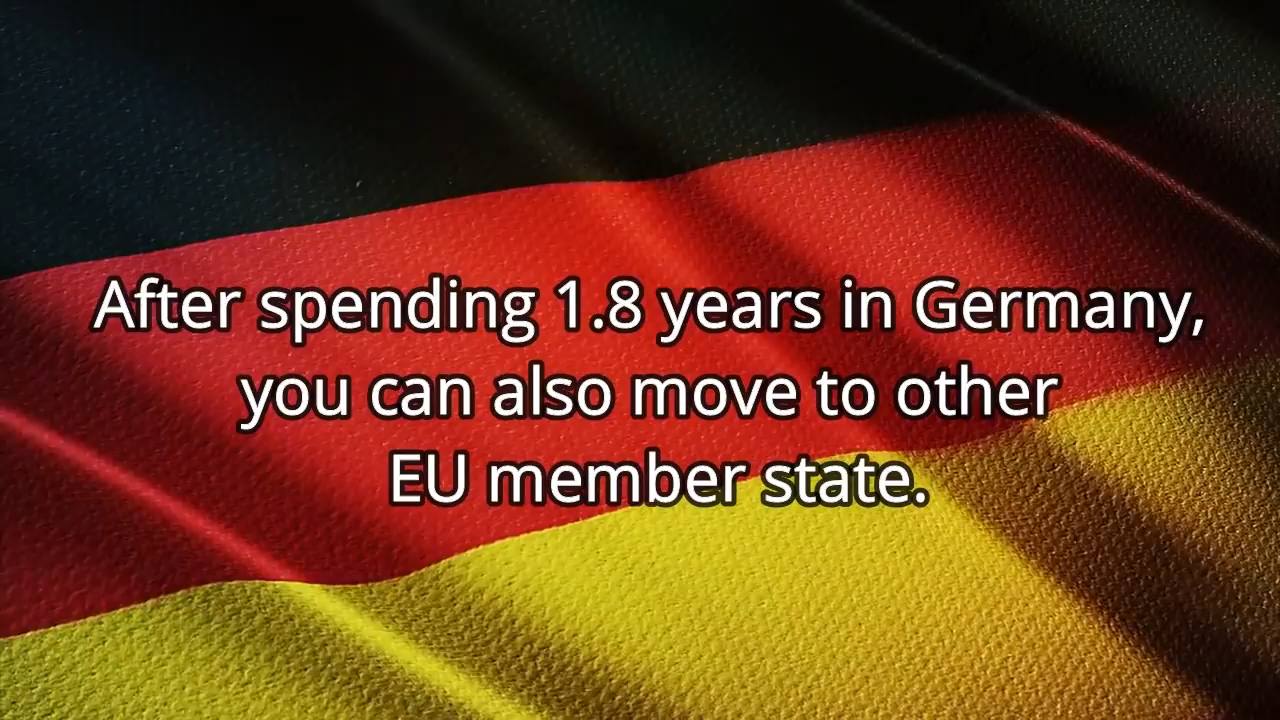 After spending 1.8 years in Germany,
you can also move to other
EU member state.